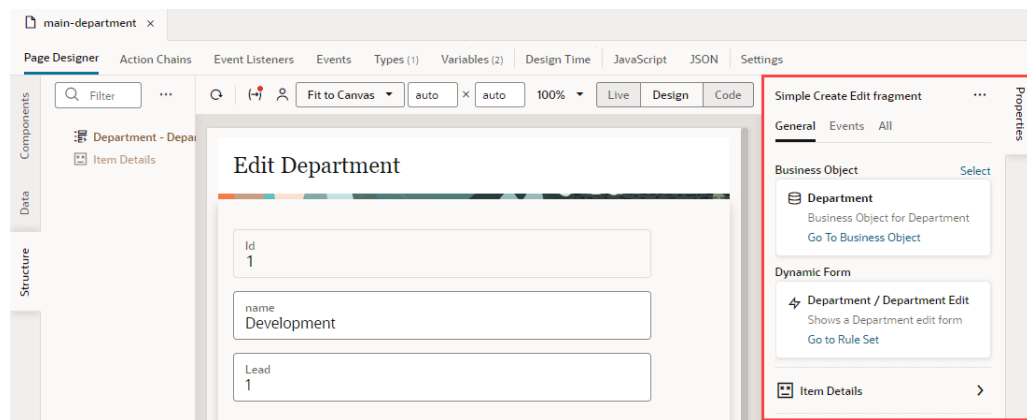 main-department ×
Page Designer Action Chains Event Listeners Events Types (1) Variables (2) Design Time JavaScript JSON Settings
Components
Data
Structure
Filter ...
Department - Depar
Item Details
Fit to Canvas auto × auto 100% Live Design Code
Edit Department
Id
1
name
Development
Lead
1
Simple Create Edit fragment ...
General Events All
Business Object Select
Department
Business Object for Department
Go To Business Object
Dynamic Form
Department / Department Edit
Shows a Department edit form
Go to Rule Set
Item Details
Properties